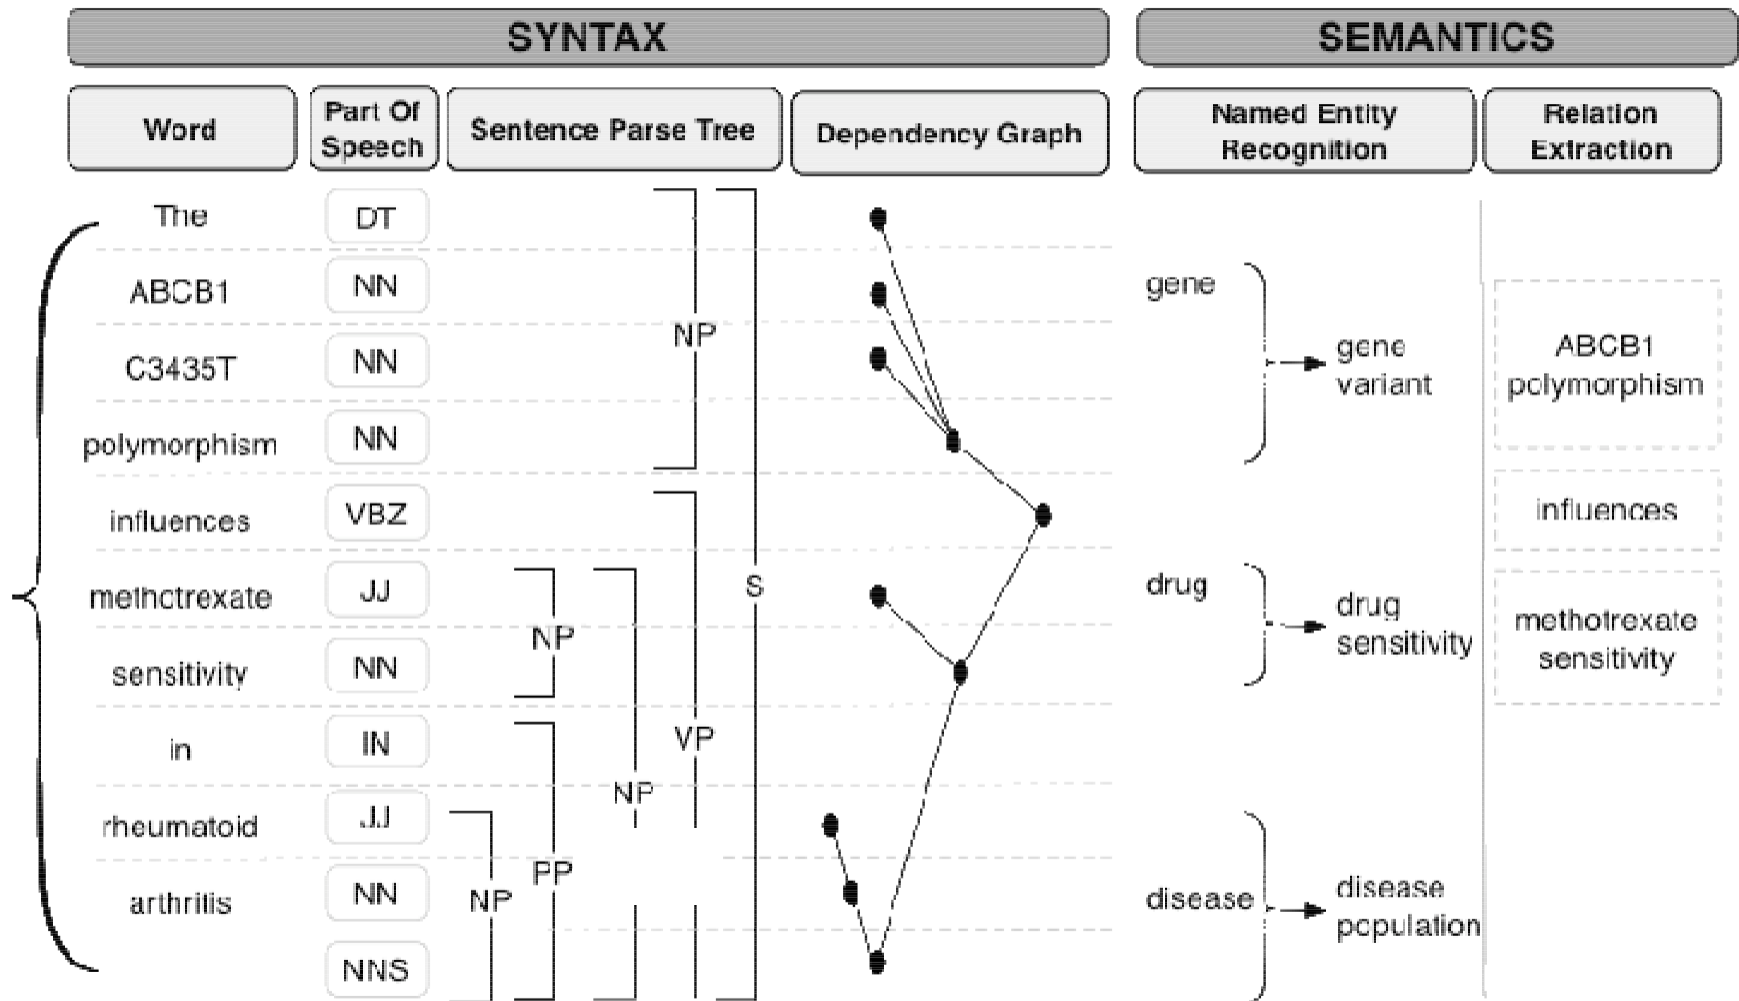 SYNTAX
SEMANTICS
Word
Part Of
Speech
Sentence Parse Tree
Dependency Graph
Named Entity
Recognition
Relation
Extraction
The
DT
ABCB1
NN
C3435T
NN
polymorphism
NN
influences
VBZ
methotrexate
JJ
sensitivity
NN
in
IN
rheumatoid
JJ
arthritis
NN
NNS
NP
NP
NP
VP
S
PP
NP
gene
gene
variant
drug
drug
sensitivity
disease
disease
population
ABCB1
polymorphism
influences
methotrexate
sensitivity